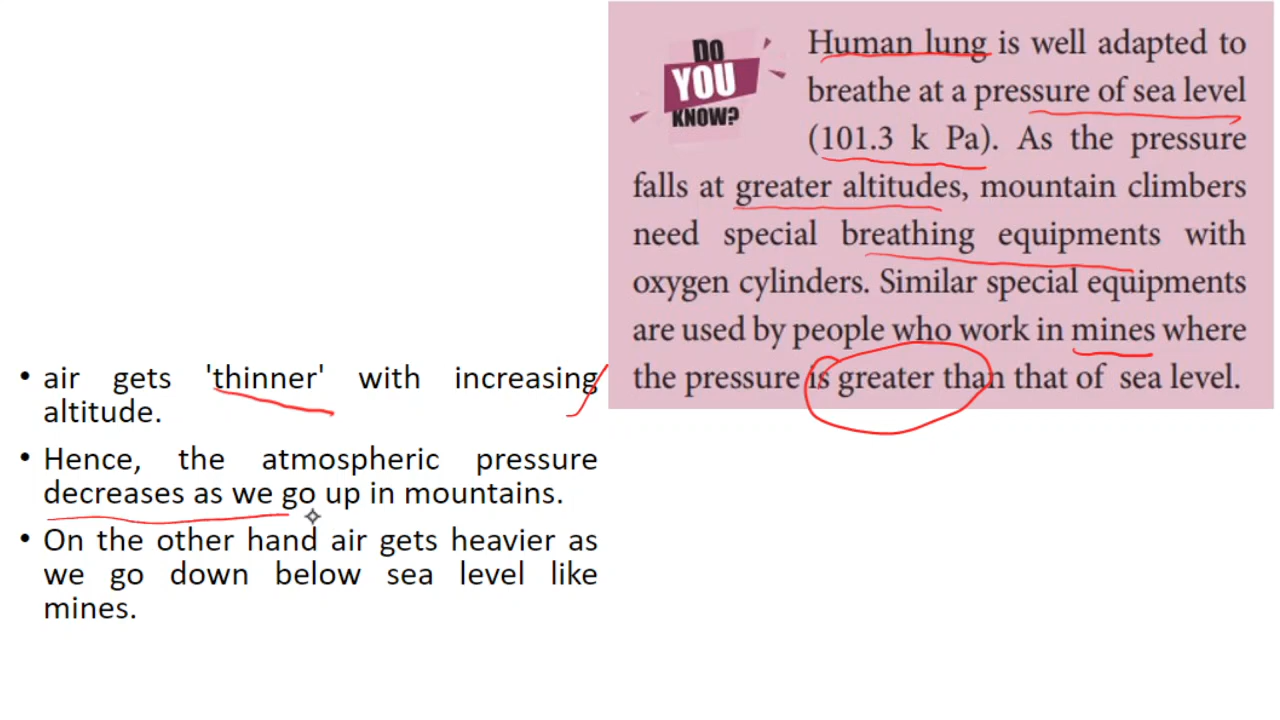 DO
YOU
KNOW?
Human lung is well adapted to
breathe at a pressure of sea level
(101.3 k Pa). As the pressure
falls at greater altitudes, mountain climbers
need special breathing equipments with
oxygen cylinders. Similar special equipments
are used by people who work in mines where
the pressure is greater than that of sea level.
• air gets 'thinner' with increasing
altitude.
• Hence, the atmospheric pressure
decreases as we go up in mountains.
• On the other hand air gets heavier as
we go down below sea level like
mines.